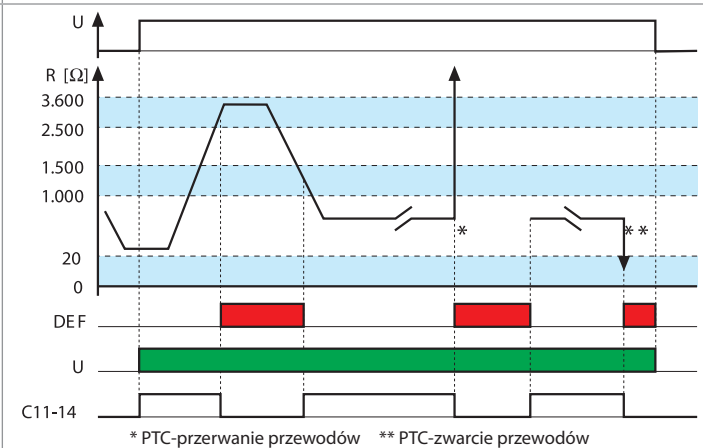 U
R [Ω]
3.600
2.500
1.500
1.000
*
**
20
0
DEF
U
C11-14
* PTC-przerwanie przewodów ** PTC-zwarcie przewodów